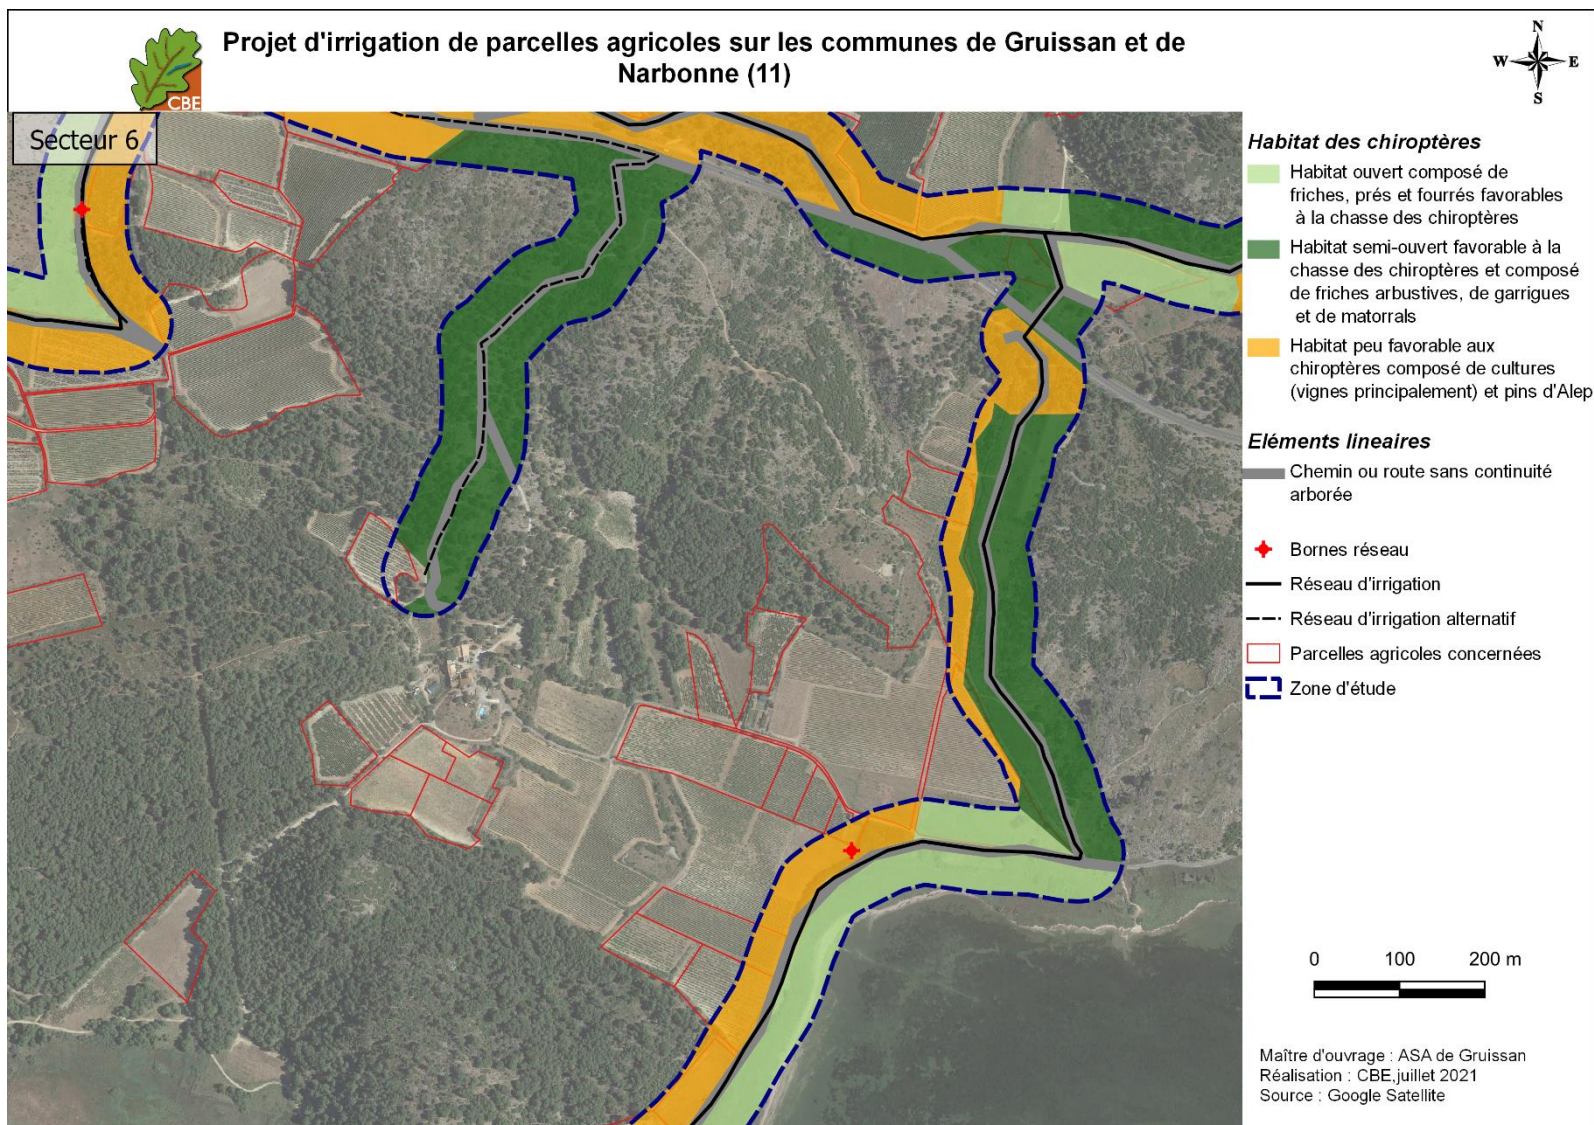 Projet d'irrigation de parcelles agricoles sur les communes de Gruissan et de
Narbonne (11)
CBE
N
W
E
S
Secteur 6
Habitat des chiroptères
Habitat ouvert composé de
friches, prés et fourrés favorables
à la chasse des chiroptères
Habitat semi-ouvert favorable à la
chasse des chiroptères et composé
de friches arbustives, de garrigues
et de matorrals
Habitat peu favorable aux
chiroptères composé de cultures
(vignes principalement) et pins d'Alep
Eléments lineaires
Chemin ou route sans continuité
arborée
Bornes réseau
Réseau d'irrigation
Réseau d'irrigation alternatif
Parcelles agricoles concernées
Zone d'étude
0 100 200 m
Maître d'ouvrage : ASA de Gruissan
Réalisation : CBE,juillet 2021
Source : Google Satellite